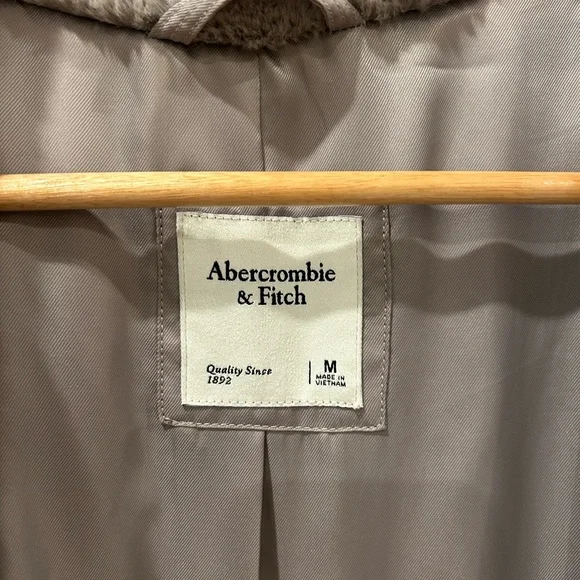 Abercrombie
& Fitch
Quality Since
1892
M
MADE IN
VIETNAM